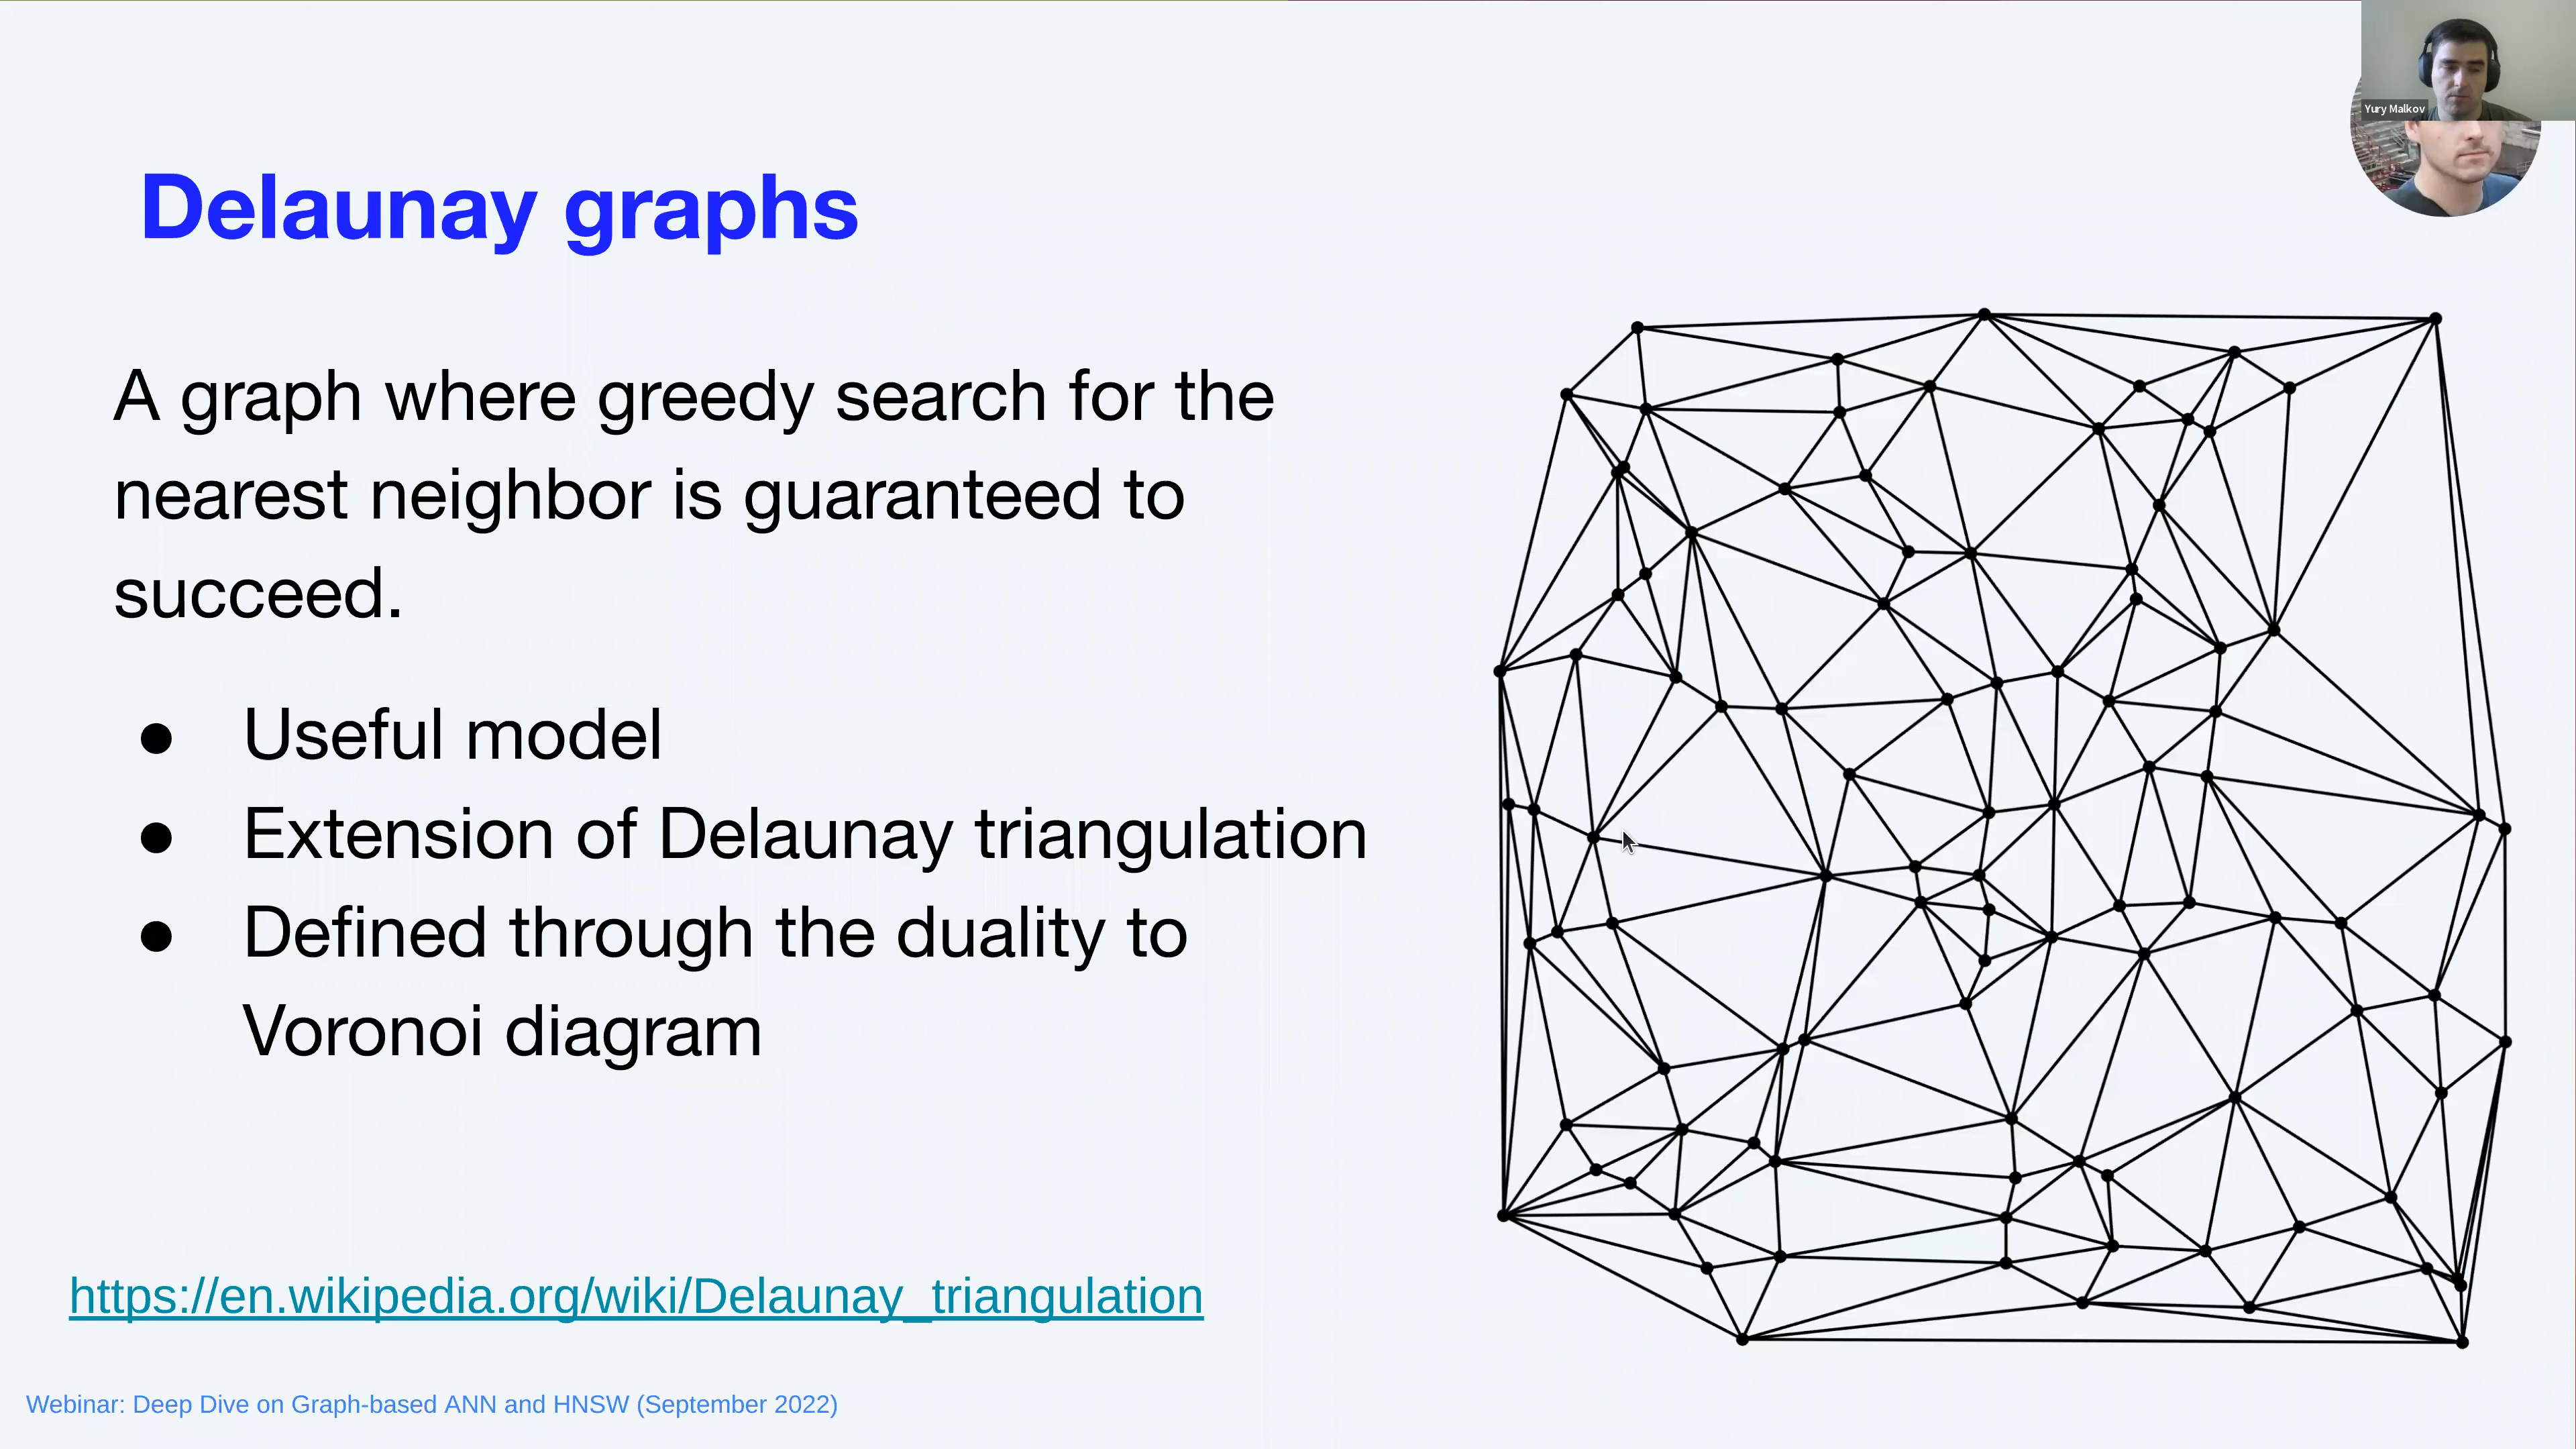 Yury Malkov
Delaunay graphs
A graph where greedy search for the
nearest neighbor is guaranteed to
succeed.
● Useful model
● Extension of Delaunay triangulation
● Defined through the duality to
Voronoi diagram
https://en.wikipedia.org/wiki/Delaunay_triangulation
Webinar: Deep Dive on Graph-based ANN and HNSW (September 2022)